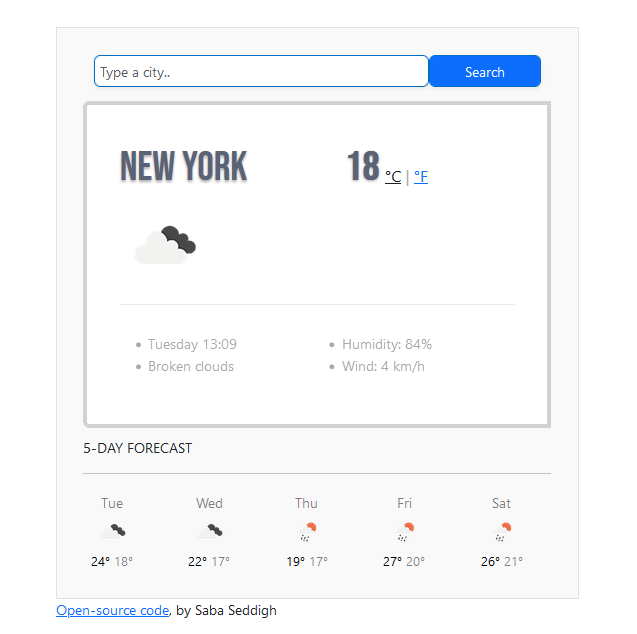 Type a city..
Search
NEW YORK
18 °C | °F
Tuesday 13:09
Broken clouds
Humidity: 84%
Wind: 4 km/h
5-DAY FORECAST
Tue Wed Thu Fri Sat
24° 18° 22° 17° 19° 17° 27° 20° 26° 21°
Open-source code, by Saba Seddigh